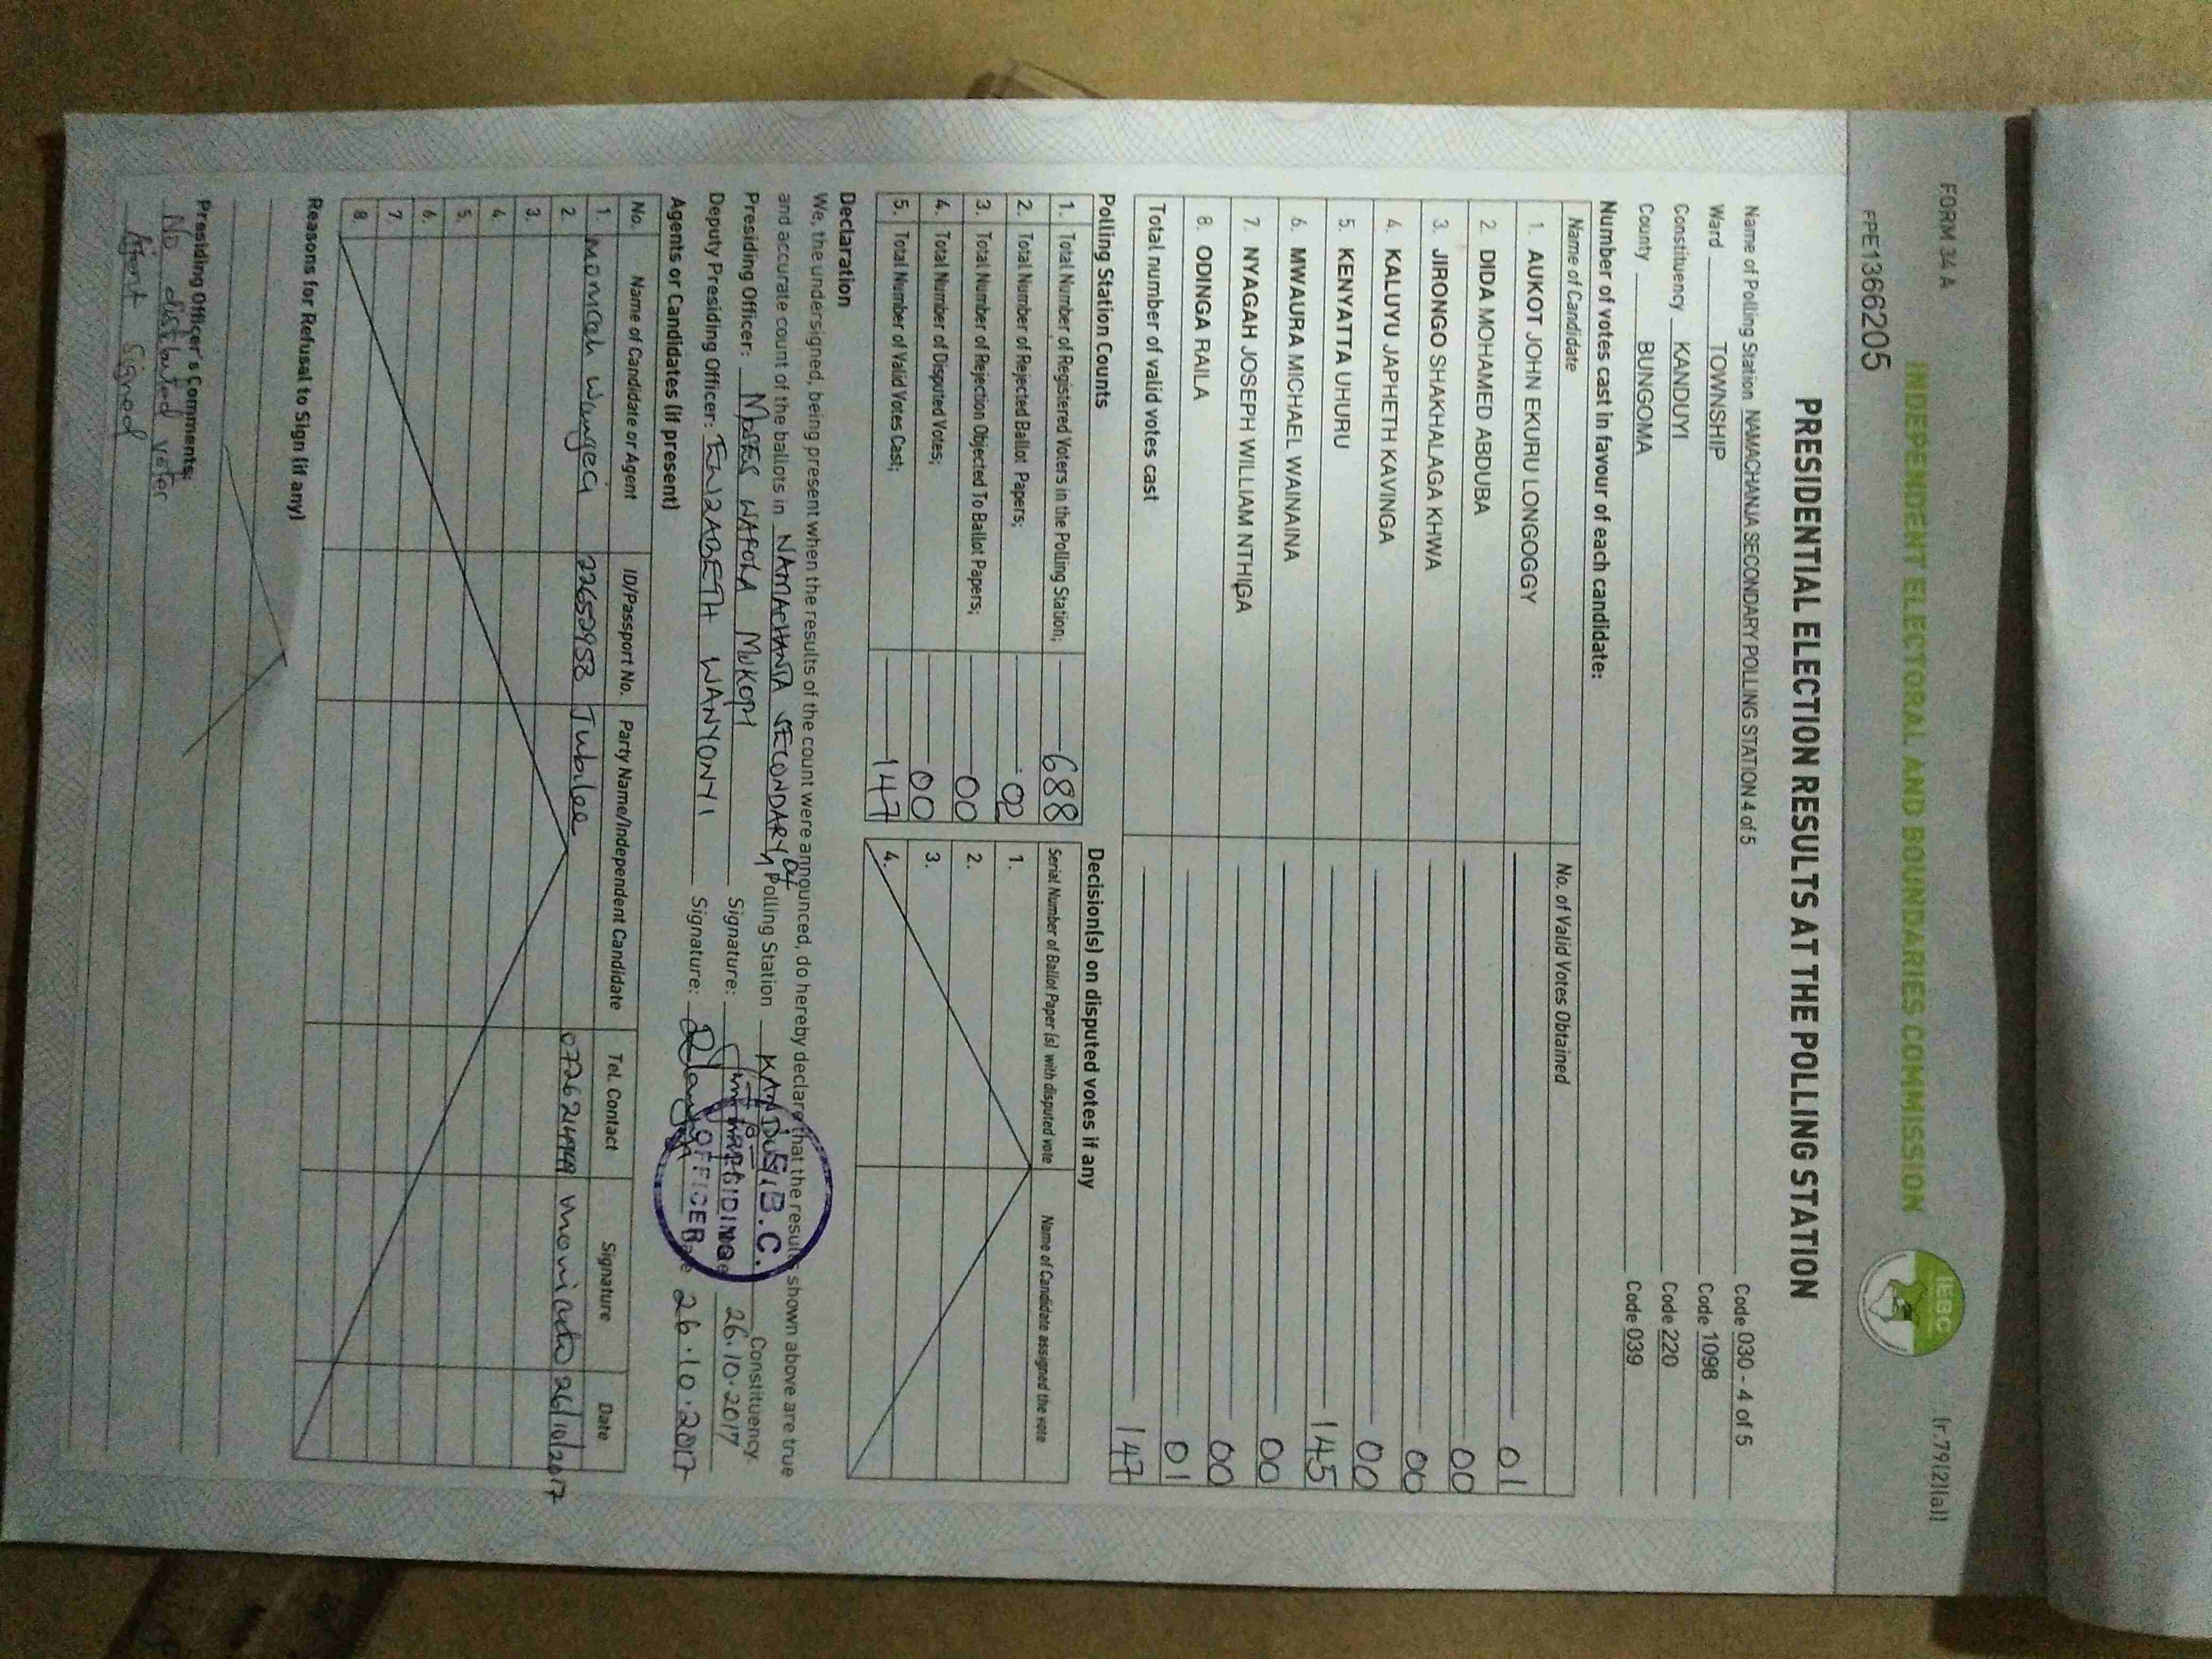 FORM 34A
(r.79(2)(a))
INDEPENDENT ELECTORAL AND BOUNDARIES COMMISSION
IEBC
PPE1366205
PRESIDENTIAL ELECTION RESULTS AT THE POLLING STATION
Name of Polling Station NAMACHANJA SECONDARY POLLING STATION 4 of 5 Code 030 - 4 of 5
Ward TOWNSHIP Code 1098
Constituency KANDUYI Code 220
County BUNGOMA Code 039
Number of votes cast in favour of each candidate:
Name of Candidate No. of Valid Votes Obtained
1. AUKOT JOHN EKURU LONGOGGY 01
2 DIDA MOHAMED ABDUBA 00
3. JIRONGO SHAKHALAGA KHWA 00
4. KALUYU JAPHETH KAVINGA 00
5. KENYATTA UHURU 145
6. MWAURA MICHAEL WAINAINA 00
7. NYAGAH JOSEPH WILLIAM NTHIGA 00
8. ODINGA RAILA 01
Total number of valid votes cast 147
Polling Station Counts
1. Total Number of Registered Voters in the Polling Station; 688
2. Total Number of Rejected Ballot Papers; 02
3. Total Number of Rejection Objected To Ballot Papers; 00
4. Total Number of Disputed Votes; 00
5. Total Number of Valid Votes Cast; 147
Decision(s) on disputed votes if any
Serial Number of Ballot Paper (s) with disputed vote Name of Candidate assigned the vote
1.
2.
3.
4.
Declaration
We, the undersigned, being present when the results of the count were announced, do hereby declare that the results shown above are true
and accurate count of the ballots in NAMACHANJA SECONDARY 04 Polling Station KANDUYI Constituency
Presiding Officer: MOSES WAFULA MUKOPI Signature: 26.10.2017
Deputy Presiding Officer: ELIZABETH WANYONYI Signature: Date 26.10.2017
I.E.B.C.
PRESIDING
OFFICER
Agents or Candidates (if present)
No. Name of Candidate or Agent ID/Passport No. Party Name/Independent Candidate Tel. Contact Signature Date
1. monicah wangeci 22652958 Jubilee 26/10/2017
2.
3.
4.
5.
6.
7.
8.
Reasons for Refusal to Sign (if any)
Presiding Officer's Comments:
No disputed voter
Agent signed